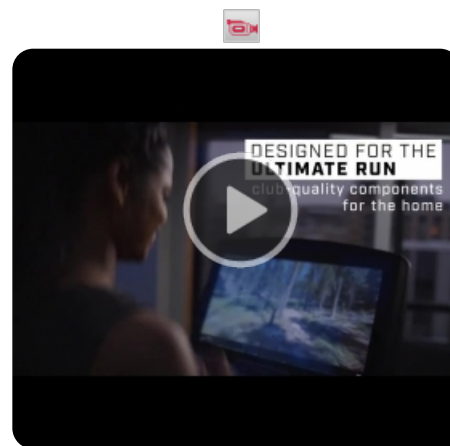 DESIGNED FOR THE
ULTIMATE RUN
club-quality components
for the home